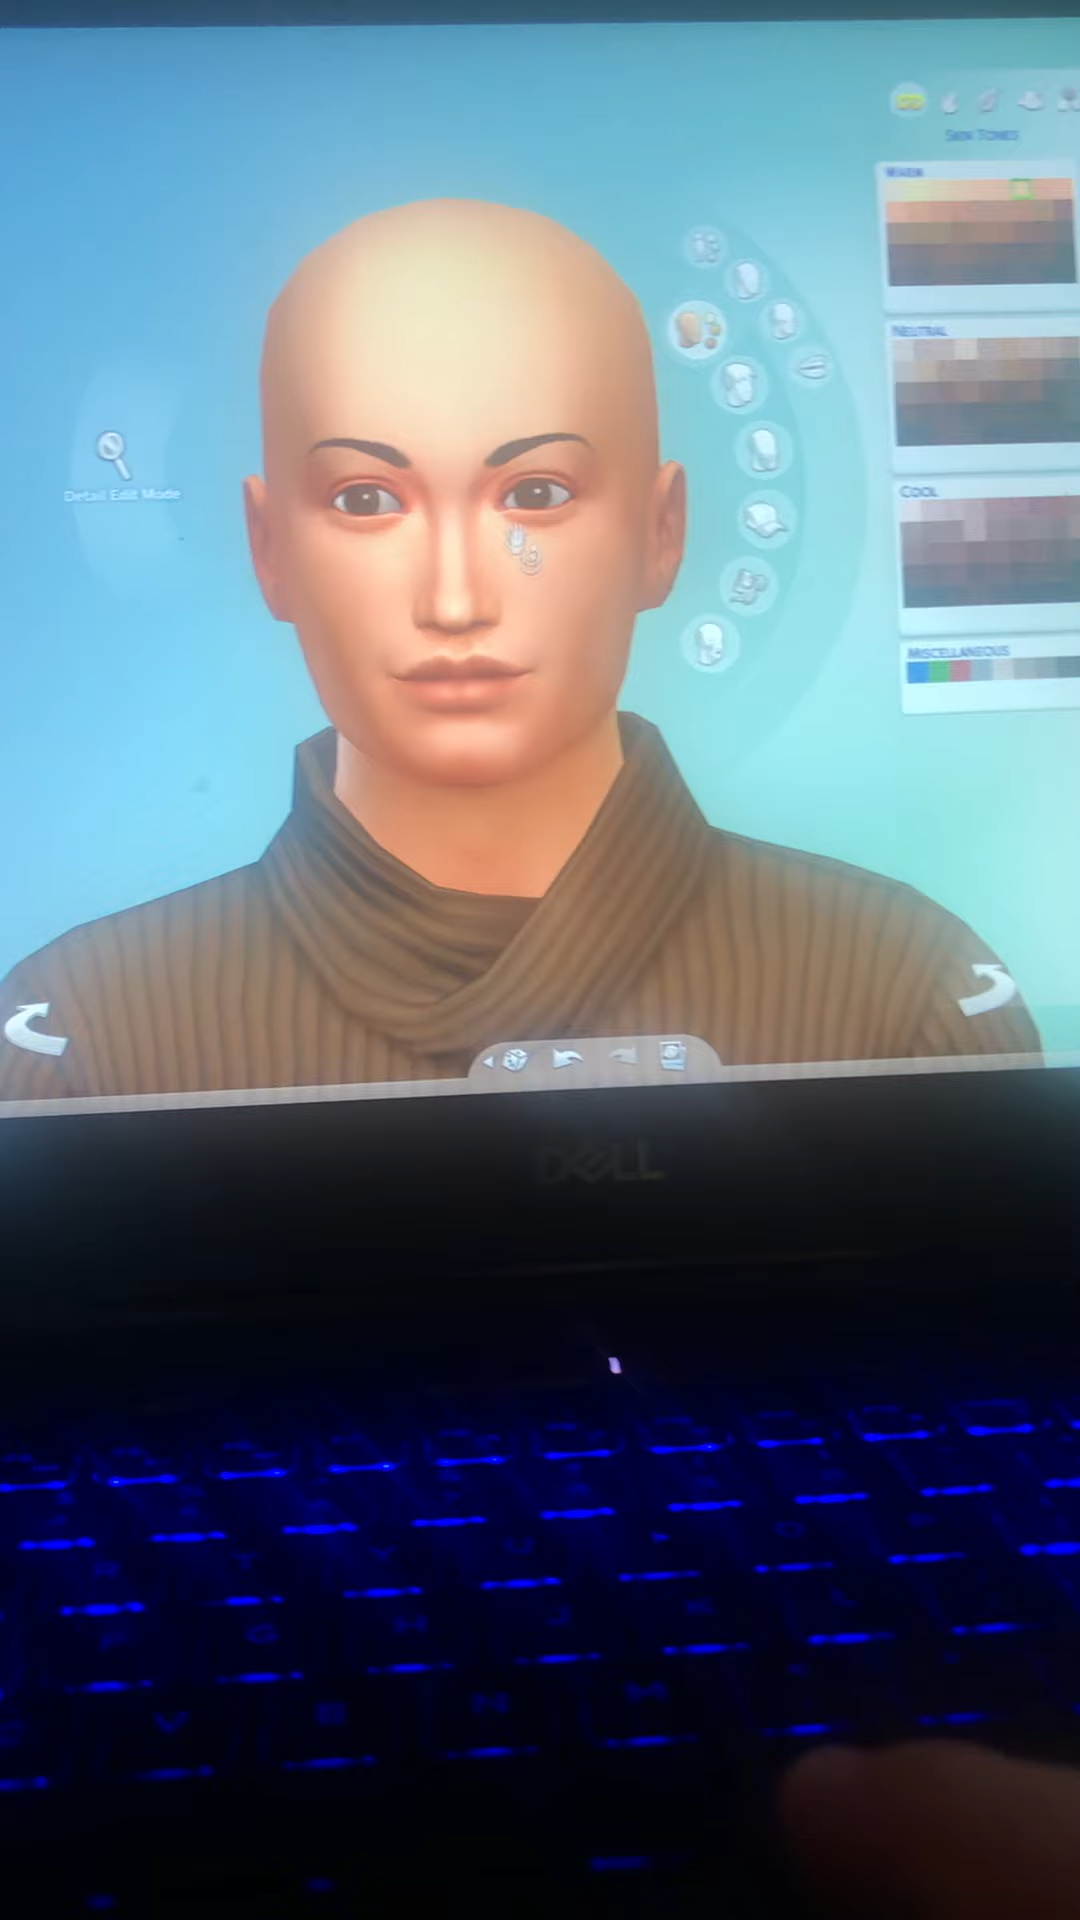 SKIN TONES
WARM
NEUTRAL
Detail Edit Mode
COOL
MISCELLANEOUS
DELL
Y
U
F
G
H
J
K
L
V
B
N
M